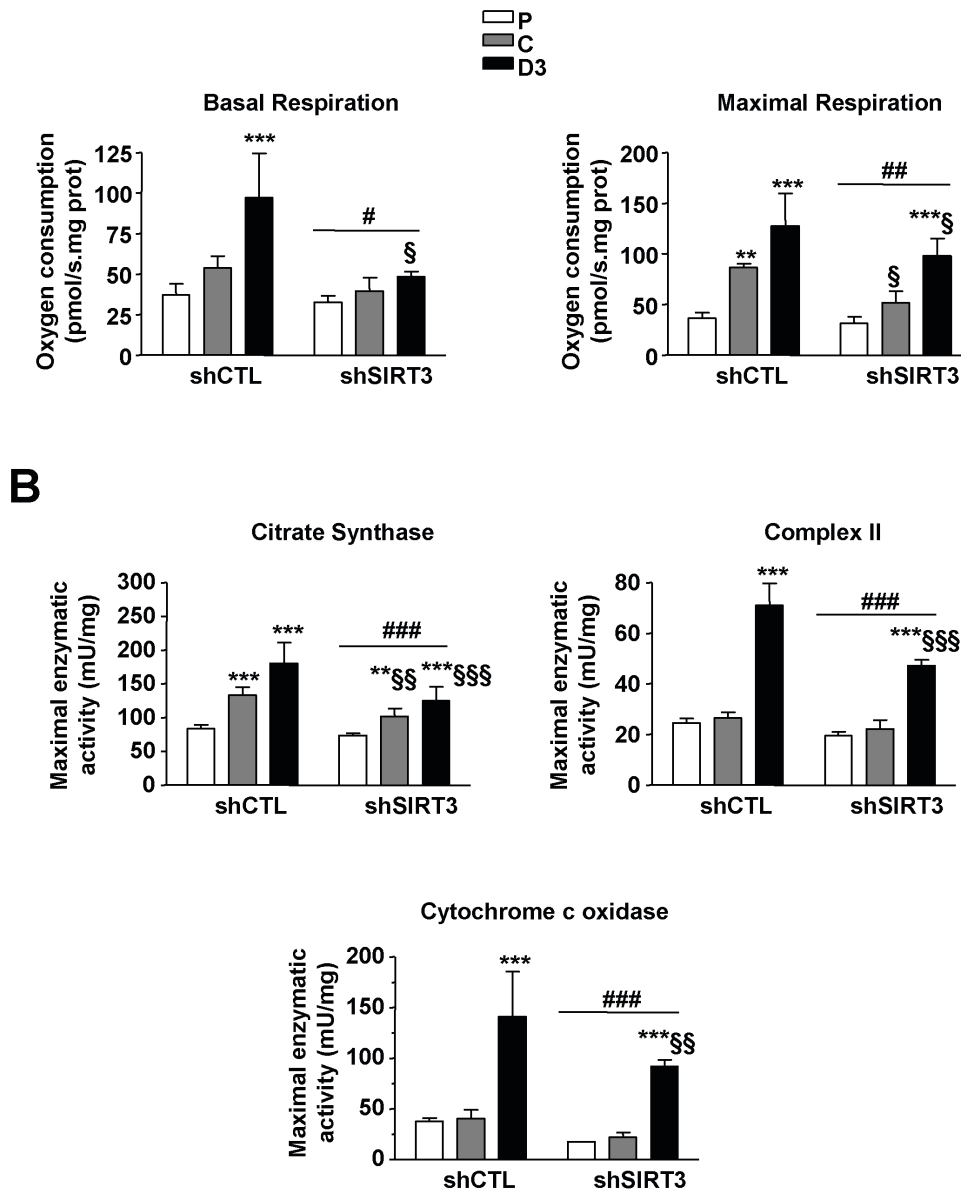 P
C
D3
Basal Respiration
Oxygen consumption
(pmol/s.mg prot)
125
100
75
50
25
0
***
#
§
shCTL
shSIRT3
Maximal Respiration
Oxygen consumption
(pmol/s.mg prot)
200
150
100
50
0
**
***
##
§
***§
shCTL
shSIRT3
B
Citrate Synthase
Maximal enzymatic
activity (mU/mg)
300
250
200
150
100
50
0
***
***
###
**§§
***§§§
shCTL
shSIRT3
Complex II
Maximal enzymatic
activity (mU/mg)
80
60
40
20
0
***
###
***§§§
shCTL
shSIRT3
Cytochrome c oxidase
Maximal enzymatic
activity (mU/mg)
200
150
100
50
0
***
###
***§§
shCTL
shSIRT3